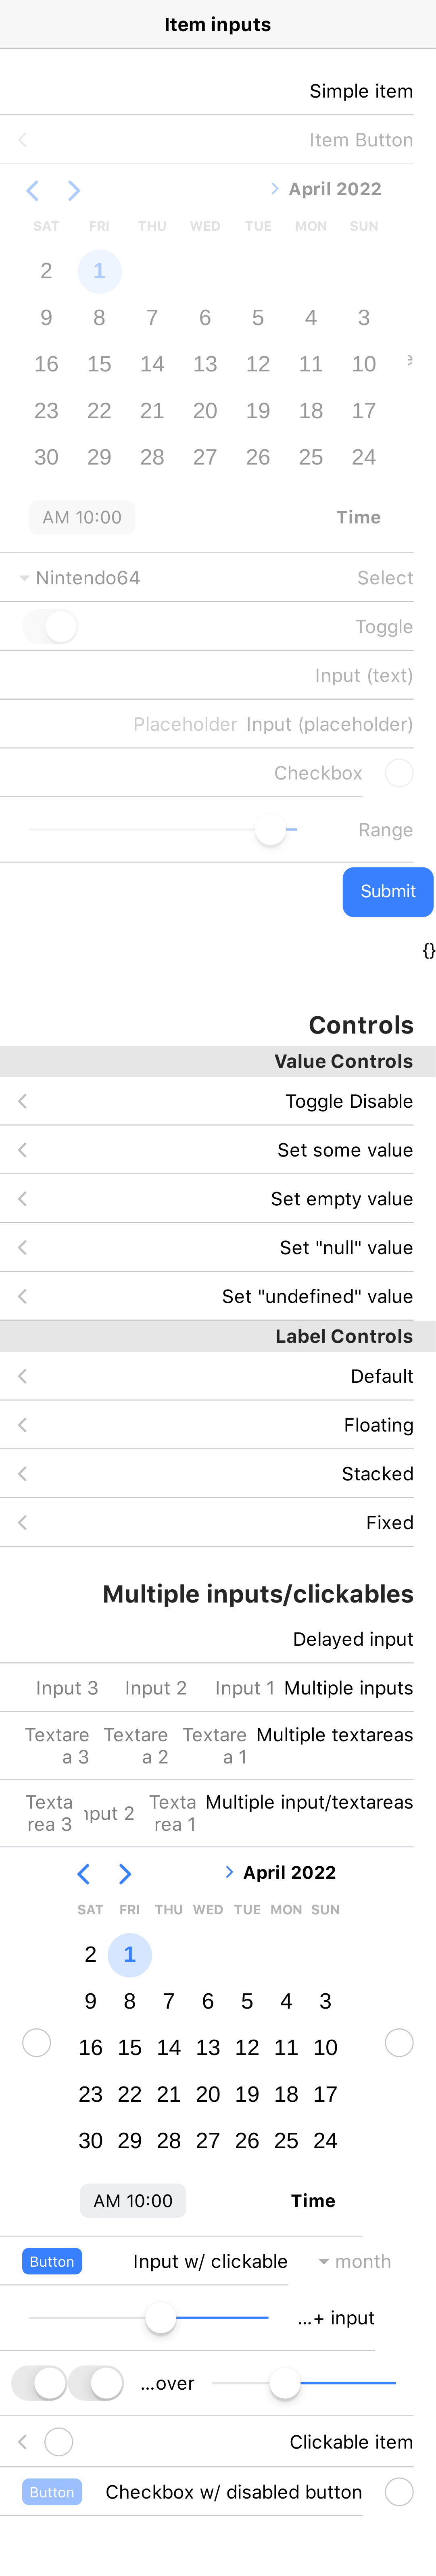 Item inputs
Simple item
Item Button
April 2022
SAT FRI THU WED TUE MON SUN
2 1
9 8 7 6 5 4 3
16 15 14 13 12 11 10
23 22 21 20 19 18 17
30 29 28 27 26 25 24
AM 10:00 Time
Nintendo64 Select
Toggle
Input (text)
Placeholder Input (placeholder)
Checkbox
Range
Submit
{}
Controls
Value Controls
Toggle Disable
Set some value
Set empty value
Set "null" value
Set "undefined" value
Label Controls
Default
Floating
Stacked
Fixed
Multiple inputs/clickables
Delayed input
Input 3 Input 2 Input 1 Multiple inputs
Textare Textare Textare Multiple textareas
a 3 a 2 a 1
Texta nput 2 Texta Multiple input/textareas
rea 3 rea 1
April 2022
SAT FRI THU WED TUE MON SUN
2 1
9 8 7 6 5 4 3
16 15 14 13 12 11 10
23 22 21 20 19 18 17
30 29 28 27 26 25 24
AM 10:00 Time
Button Input w/ clickable month
...+ input
...over
Clickable item
Button Checkbox w/ disabled button